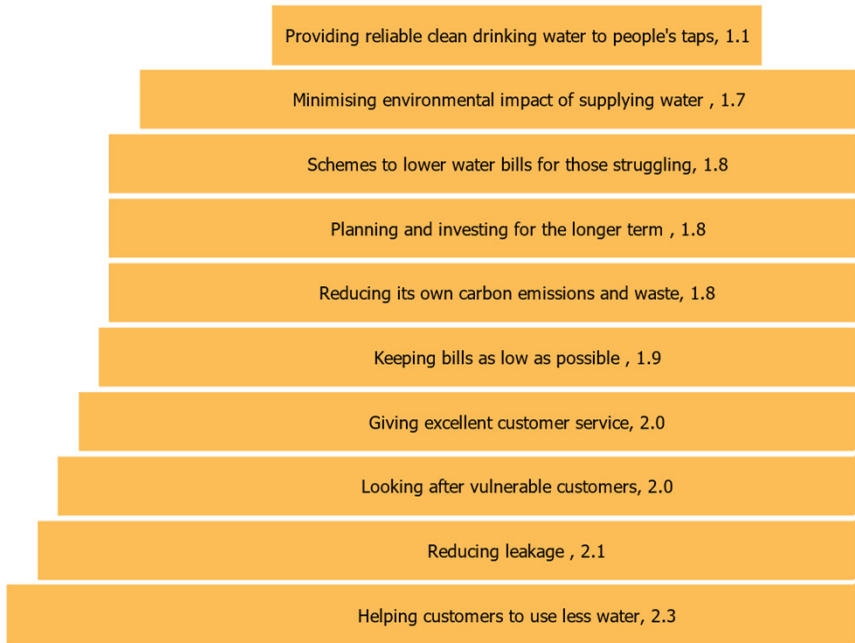 Providing reliable clean drinking water to people's taps, 1.1
Minimising environmental impact of supplying water , 1.7
Schemes to lower water bills for those struggling, 1.8
Planning and investing for the longer term , 1.8
Reducing its own carbon emissions and waste, 1.8
Keeping bills as low as possible , 1.9
Giving excellent customer service, 2.0
Looking after vulnerable customers, 2.0
Reducing leakage , 2.1
Helping customers to use less water, 2.3